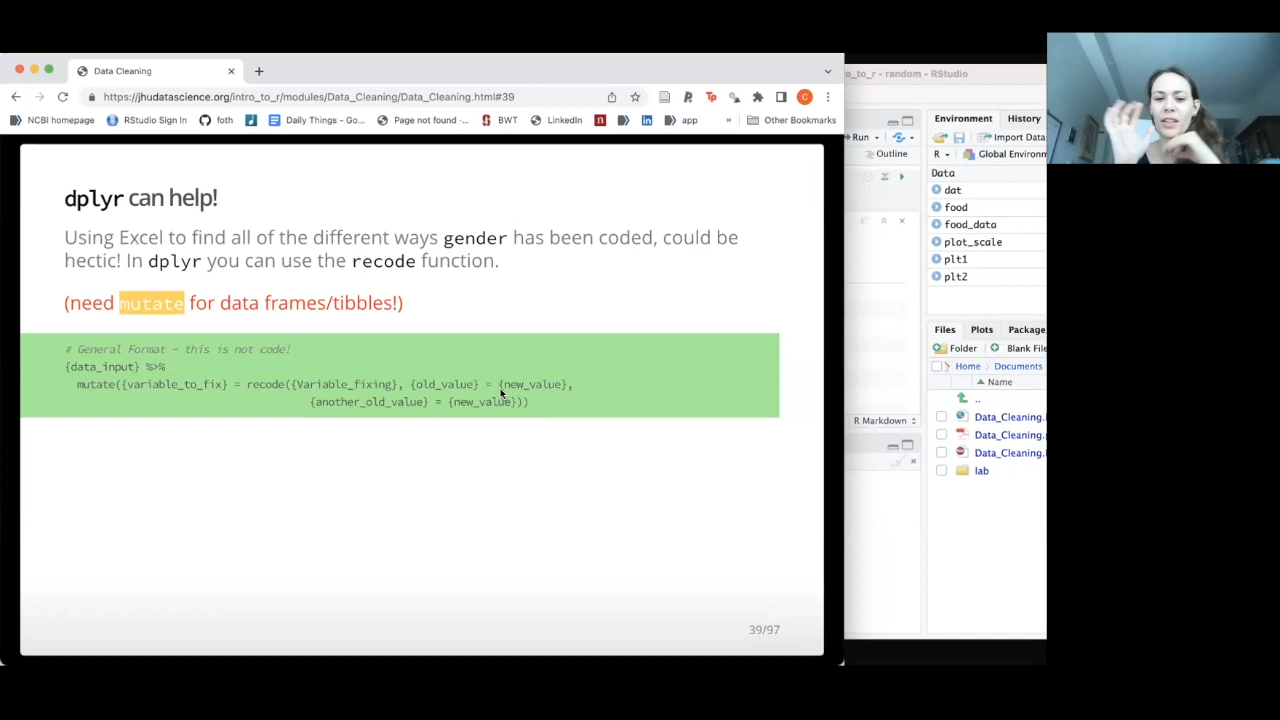 Data Cleaning
https://jhudatascience.org/intro_to_r/modules/Data_Cleaning/Data_Cleaning.html#39
NCBI homepage
RStudio Sign In
foth
Daily Things - Go...
Page not found -...
BWT
LinkedIn
app
»
Other Bookmarks
dplyr can help!
Using Excel to find all of the different ways gender has been coded, could be
hectic! In dplyr you can use the recode function.
(need mutate for data frames/tibbles!)
# General Format - this is not code!
{data_input} %>%
mutate({variable_to_fix} = recode({Variable_fixing}, {old_value} = {new_value},
{another_old_value} = {new_value}))
39/97
o_to_r - random - RStudio
Run
Outline
R Markdown
Environment
History
Import Data
R
Global Environm
Data
dat
food
food_data
plot_scale
plt1
plt2
Files
Plots
Package
Folder
Blank File
Home
Documents
Name
..
Data_Cleaning.
Data_Cleaning.
Data_Cleaning.
lab